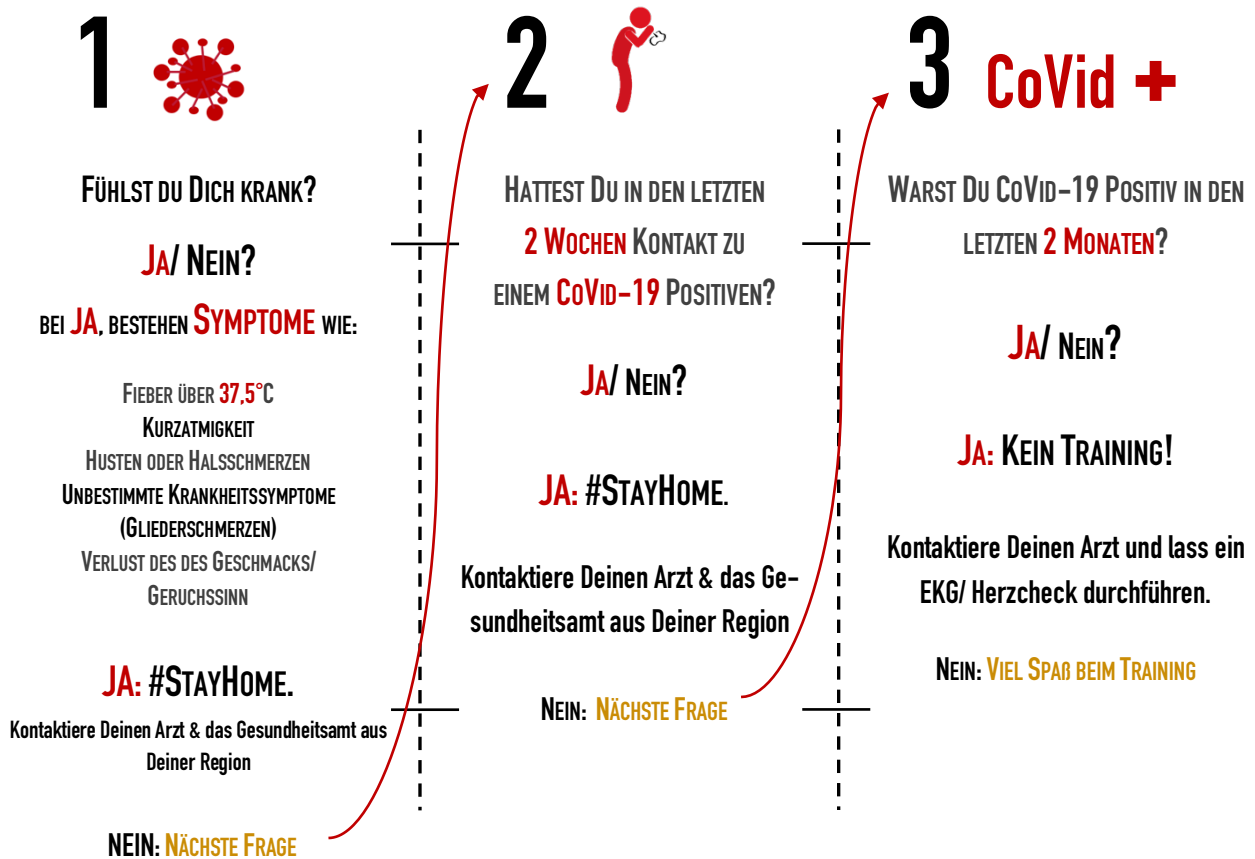 1
Fühlst du Dich krank?
Ja/ Nein?
bei JA, bestehen Symptome wie:
Fieber über 37,5°C
Kurzatmigkeit
Husten oder Halsschmerzen
Unbestimmte Krankheitssymptome
(Gliederschmerzen)
Verlust des des Geschmacks/
Geruchssinn
JA: #StayHome.
Kontaktiere Deinen Arzt & das Gesundheitsamt aus
Deiner Region
NEIN: Nächste Frage
2
Hattest Du in den letzten
2 Wochen Kontakt zu
einem CoVid-19 Positiven?
Ja/ Nein?
JA: #StayHome.
Kontaktiere Deinen Arzt & das Ge-
sundheitsamt aus Deiner Region
Nein: Nächste Frage
3 CoVid +
Warst Du CoVid-19 Positiv in den
letzten 2 Monaten?
Ja/ Nein?
Ja: Kein Training!
Kontaktiere Deinen Arzt und lass ein
EKG/ Herzcheck durchführen.
Nein: Viel Spaß beim Training